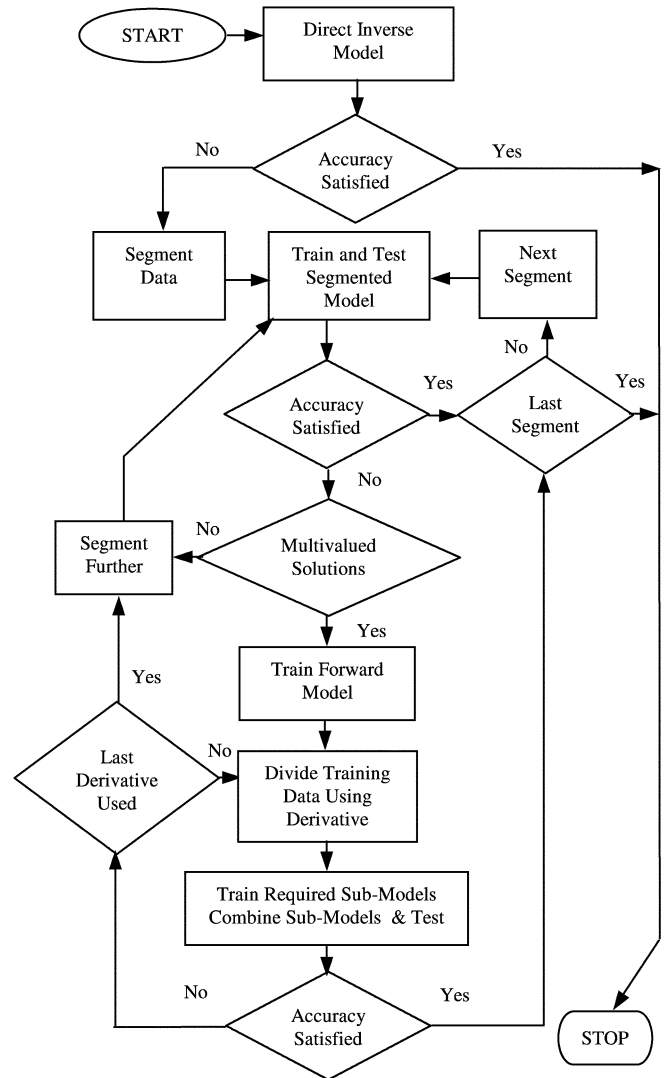 START
Direct Inverse
Model
No
Accuracy
Satisfied
Yes
Segment
Data
Train and Test
Segmented
Model
Next
Segment
No
Accuracy
Satisfied
Yes
Last
Segment
Yes
No
Segment
Further
No
Multivalued
Solutions
Yes
Train Forward
Model
Yes
Last
Derivative
Used
No
Divide Training
Data Using
Derivative
Train Required Sub-Models
Combine Sub-Models & Test
No
Accuracy
Satisfied
Yes
STOP